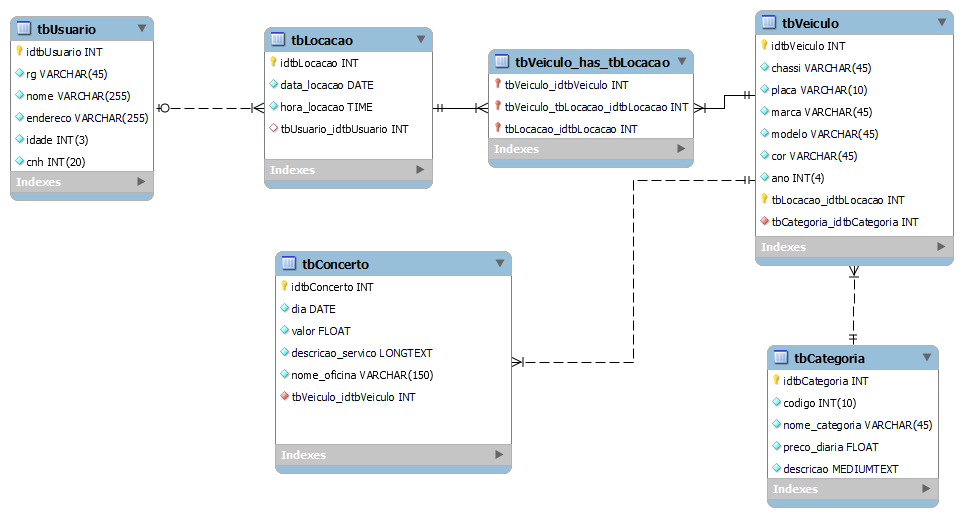 tbUsuario
idtbUsuario INT
rg VARCHAR(45)
nome VARCHAR(255)
endereco VARCHAR(255)
idade INT(3)
cnh INT(20)
Indexes
tbLocacao
idtbLocacao INT
data_locacao DATE
hora_locacao TIME
tbUsuario_idtbUsuario INT
Indexes
tbVeiculo_has_tbLocacao
tbVeiculo_idtbVeiculo INT
tbVeiculo_tbLocacao_idtbLocacao INT
tbLocacao_idtbLocacao INT
Indexes
tbVeiculo
idtbVeiculo INT
chassi VARCHAR(45)
placa VARCHAR(10)
marca VARCHAR(45)
modelo VARCHAR(45)
cor VARCHAR(45)
ano INT(4)
tbLocacao_idtbLocacao INT
tbCategoria_idtbCategoria INT
Indexes
tbConcerto
idtbConcerto INT
dia DATE
valor FLOAT
descricao_servico LONGTEXT
nome_oficina VARCHAR(150)
tbVeiculo_idtbVeiculo INT
Indexes
tbCategoria
idtbCategoria INT
codigo INT(10)
nome_categoria VARCHAR(45)
preco_diaria FLOAT
descricao MEDIUMTEXT
Indexes